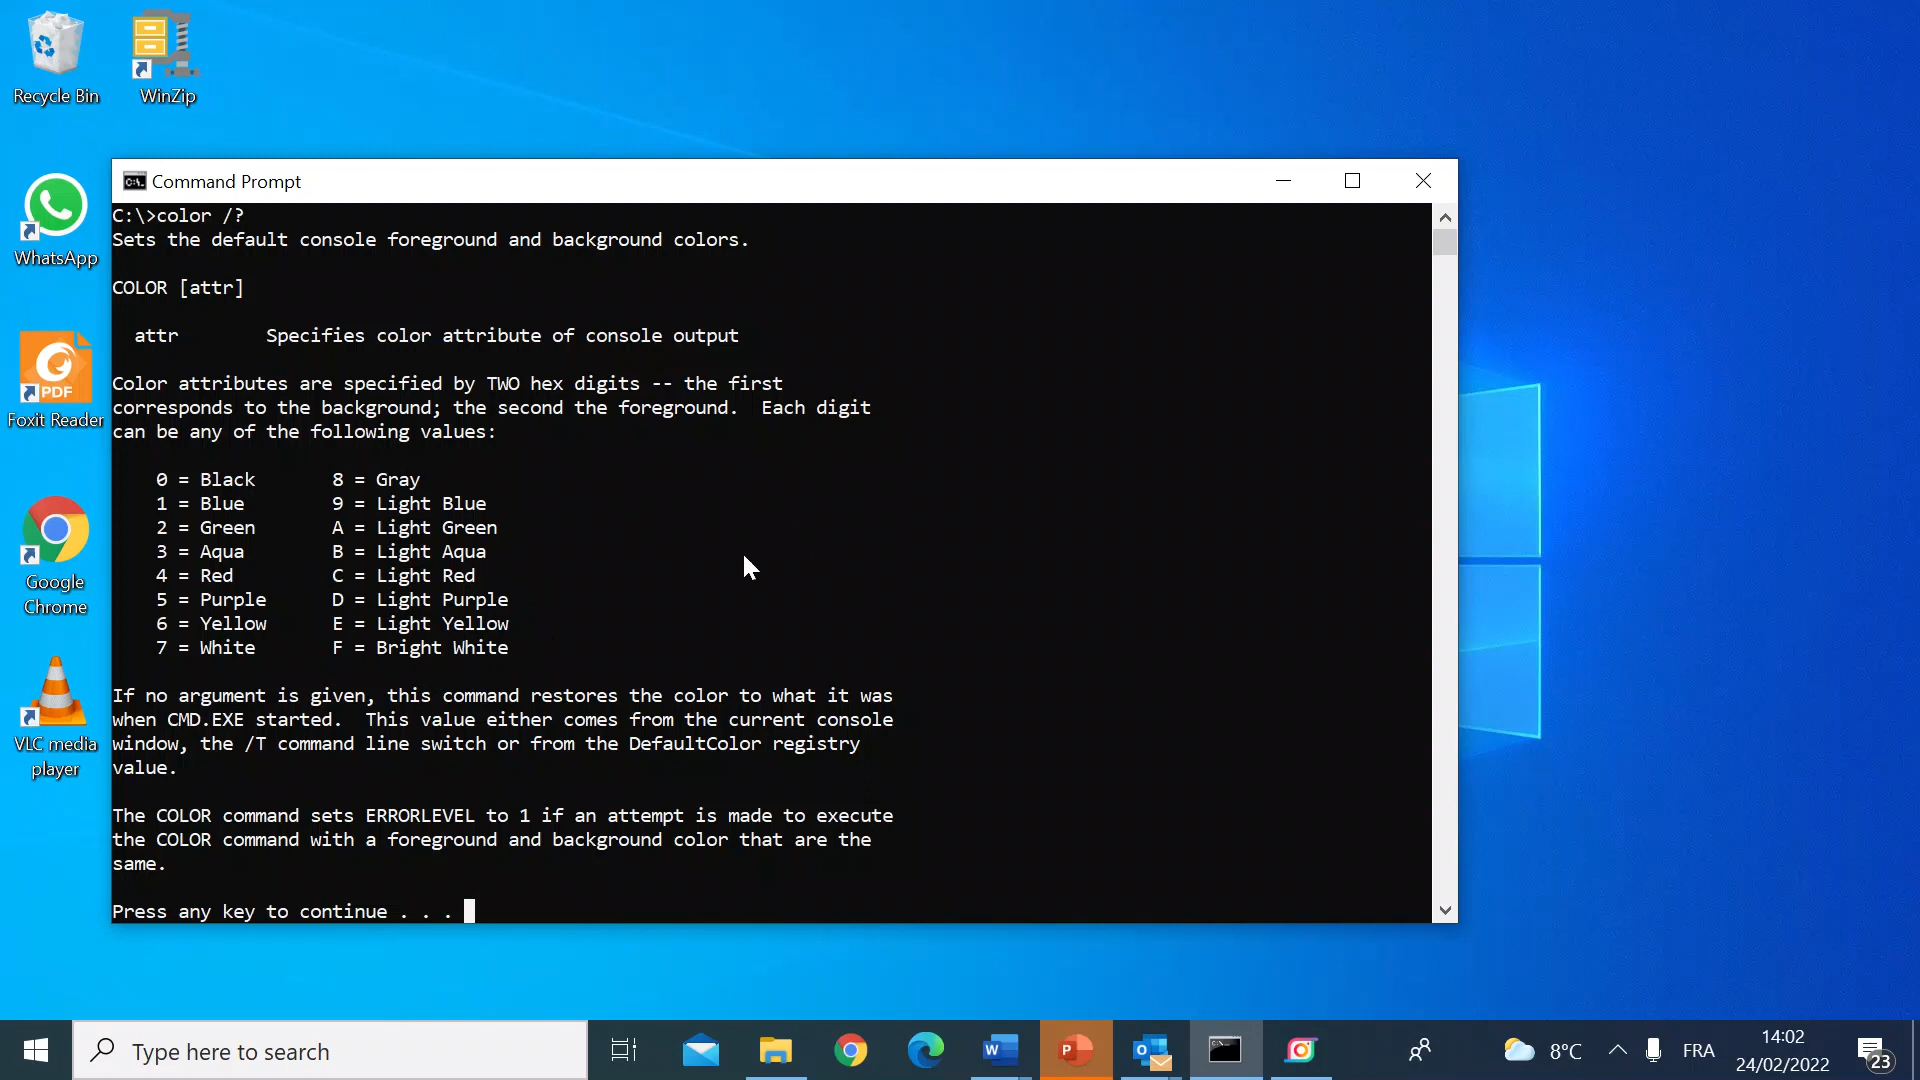 Recycle Bin
WinZip
WhatsApp
PDF
Foxit Reader
Google
Chrome
VLC media
player
C:\. Command Prompt
C:\>color /?
Sets the default console foreground and background colors.
COLOR [attr]
attr Specifies color attribute of console output
Color attributes are specified by TWO hex digits -- the first
corresponds to the background; the second the foreground. Each digit
can be any of the following values:
0 = Black 8 = Gray
1 = Blue 9 = Light Blue
2 = Green A = Light Green
3 = Aqua B = Light Aqua
4 = Red C = Light Red
5 = Purple D = Light Purple
6 = Yellow E = Light Yellow
7 = White F = Bright White
If no argument is given, this command restores the color to what it was
when CMD.EXE started. This value either comes from the current console
window, the /T command line switch or from the DefaultColor registry
value.
The COLOR command sets ERRORLEVEL to 1 if an attempt is made to execute
the COLOR command with a foreground and background color that are the
same.
Press any key to continue . . .
Type here to search
W
P
O
8°C
FRA
14:02
24/02/2022
23